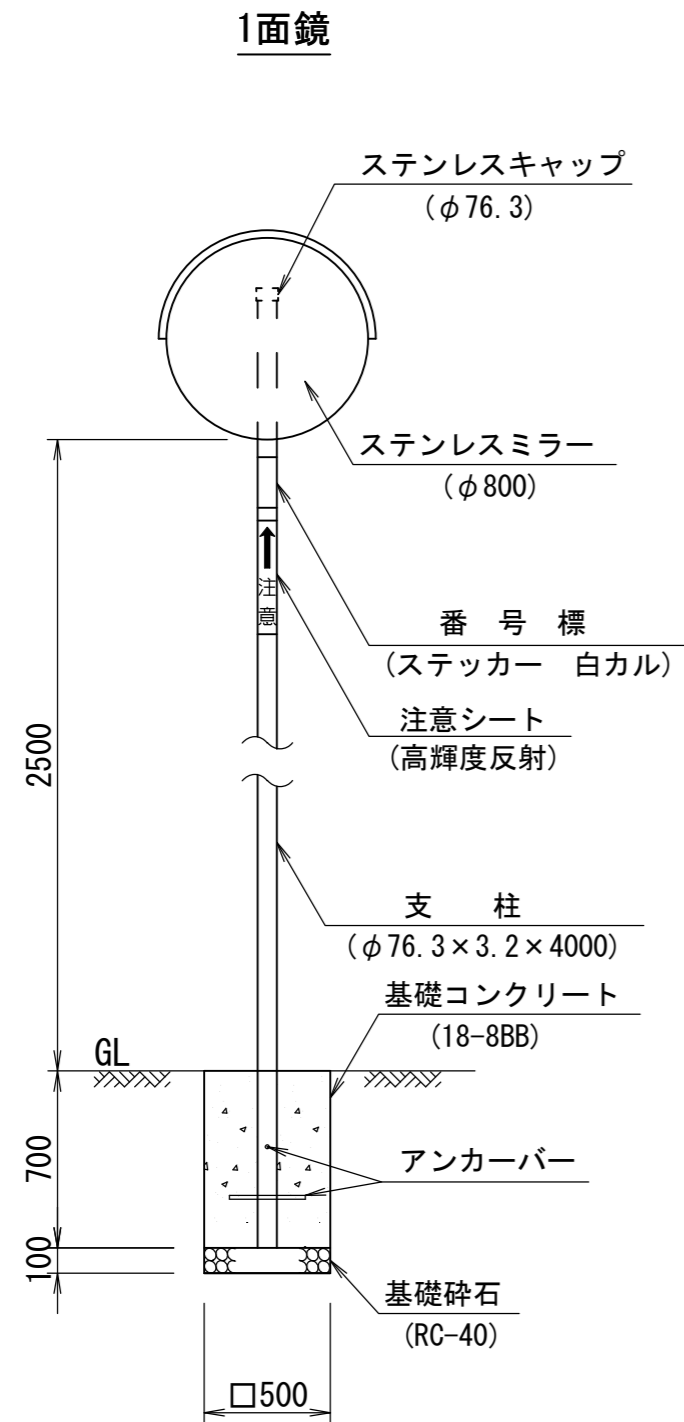 1面鏡
ステンレスキャップ
(φ76.3)
ステンレスミラー
(φ800)
番 号 標
(ステッカー 白カル)
注意
注意シート
(高輝度反射)
2500
支 柱
(φ76.3×3.2×4000)
基礎コンクリート
(18-8BB)
GL
700
アンカーバー
100
基礎砕石
(RC-40)
□500